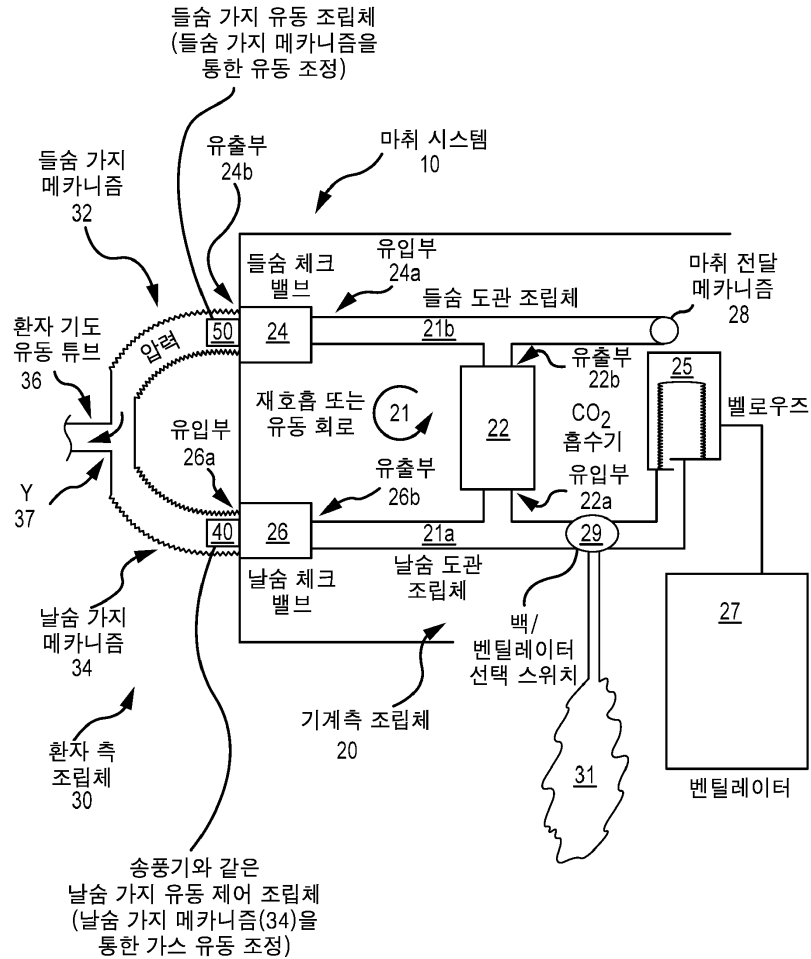 들숨 가지 유동 조립체
(들숨 가지 메카니즘을
통한 유동 조정)
마취 시스템
10
유출부
24b
들숨 가지
메카니즘
32
들숨 체크
밸브
유입부
24a
들숨 도관 조립체
마취 전달
메카니즘
28
환자 기도
유동 튜브
36
압력
50
24
21b
유출부
22b
25
재호흡 또는
유동 회로
21
22
CO2
흡수기
벨로우즈
유입부
26a
유출부
26b
유입부
22a
Y
37
40
26
21a
29
날숨 체크
밸브
날숨 도관
조립체
27
날숨 가지
메카니즘
34
백/
벤틸레이터
선택 스위치
기계측 조립체
20
환자 측
조립체
30
31
벤틸레이터
송풍기와 같은
날숨 가지 유동 제어 조립체
(날숨 가지 메카니즘(34)을
통한 가스 유동 조정)